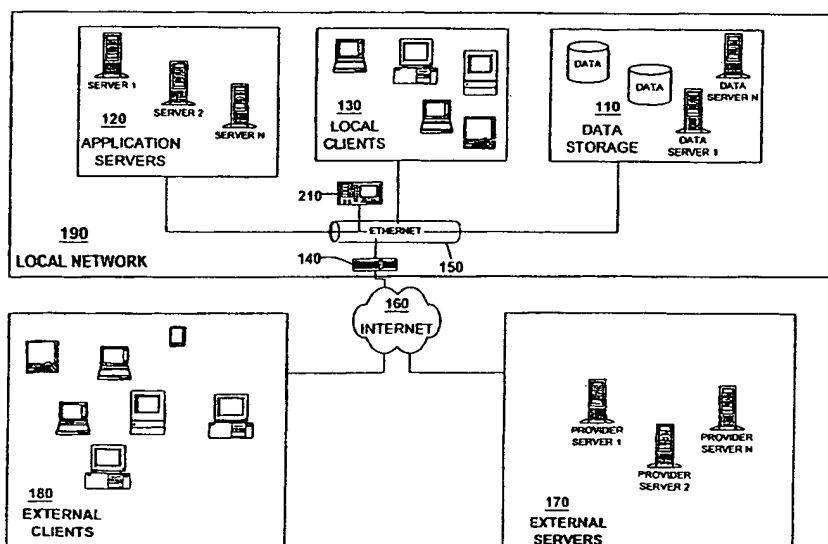 SERVER 1
SERVER 2
SERVER N
120
APPLICATION
SERVERS
130
LOCAL
CLIENTS
DATA
DATA
DATA
SERVER N
110
DATA
STORAGE
DATA
SERVER 1
210
ETHERNET
190
LOCAL NETWORK
140
150
160
INTERNET
180
EXTERNAL
CLIENTS
PROVIDER
SERVER 1
PROVIDER
SERVER 2
PROVIDER
SERVER N
170
EXTERNAL
SERVERS